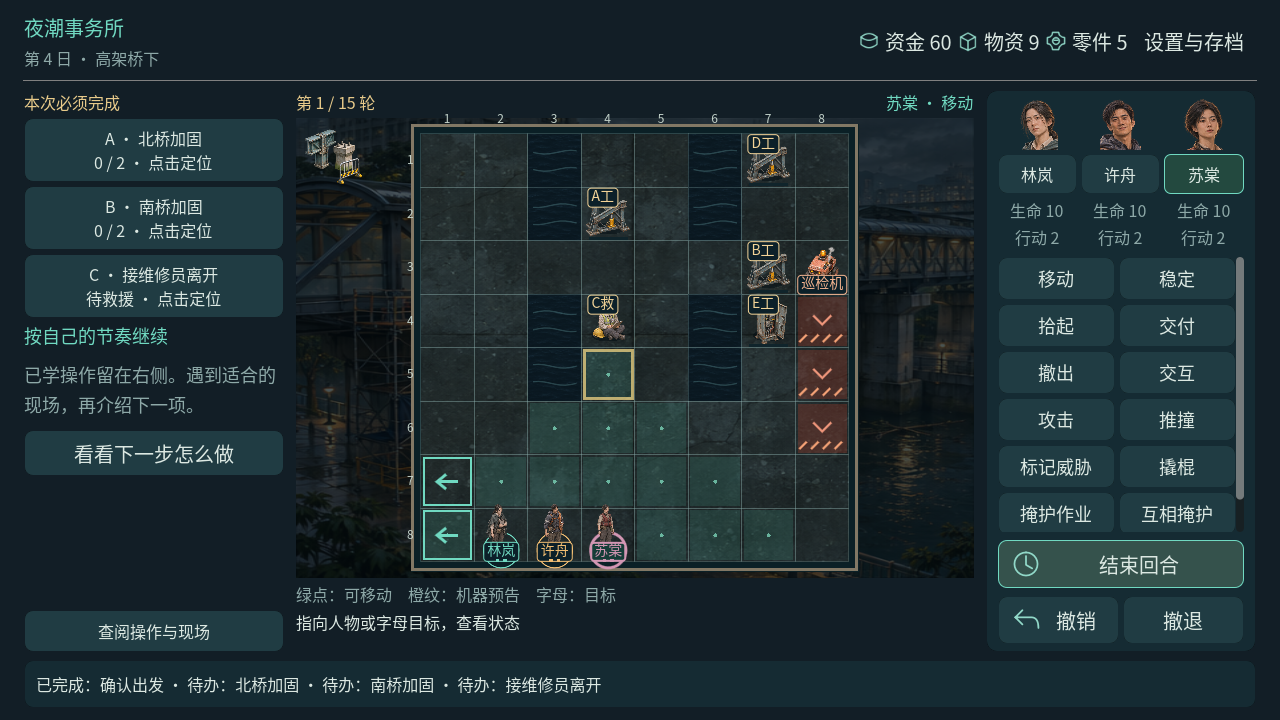 夜潮事务所
第 4 日 · 高架桥下
资金 60 物资 9 零件 5 设置与存档
本次必须完成
A · 北桥加固
0 / 2 · 点击定位
B · 南桥加固
0 / 2 · 点击定位
C · 接维修员离开
待救援 · 点击定位
按自己的节奏继续
已学操作留在右侧。遇到适合的
现场，再介绍下一项。
看看下一步怎么做
查阅操作与现场
第 1 / 15 轮
苏棠 · 移动
1 2 3 4 5 6 7 8
1
D工
2
A工
3
B工
巡检机
4
C救
E工
5
6
7
8
林岚 许舟 苏棠
绿点：可移动 橙纹：机器预告 字母：目标
指向人物或字母目标，查看状态
林岚 许舟 苏棠
生命 10 生命 10 生命 10
行动 2 行动 2 行动 2
移动 稳定
拾起 交付
撤出 交互
攻击 推撞
标记威胁 撬棍
掩护作业 互相掩护
结束回合
撤销 撤退
已完成：确认出发 · 待办：北桥加固 · 待办：南桥加固 · 待办：接维修员离开